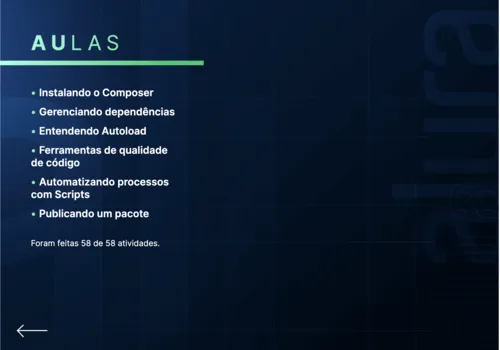 AULAS
• Instalando o Composer
• Gerenciando dependências
• Entendendo Autoload
• Ferramentas de qualidade
de código
• Automatizando processos
com Scripts
• Publicando um pacote
Foram feitas 58 de 58 atividades.
alura